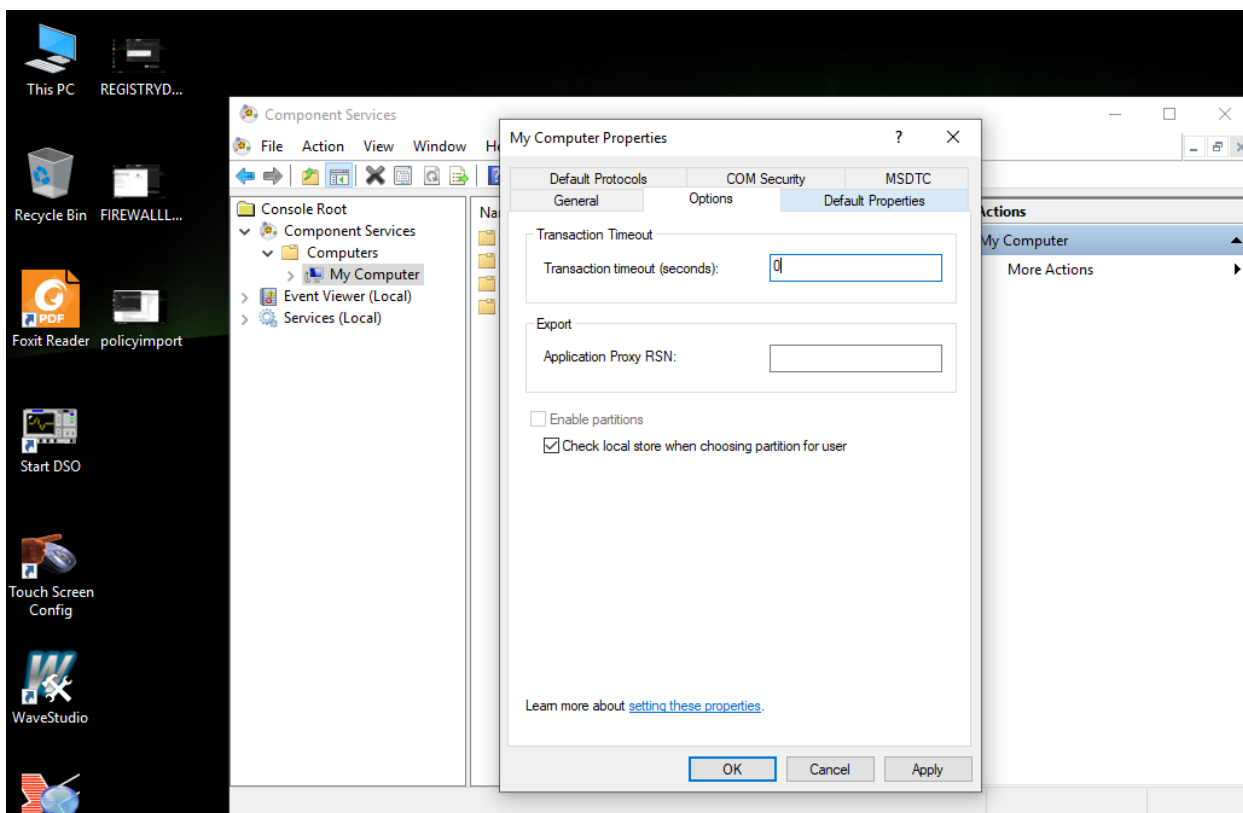 This PC
REGISTRYD...
Recycle Bin
FIREWALLL...
PDF
Foxit Reader
policyimport
Start DSO
Touch Screen
Config
WaveStudio
Component Services
File Action View Window He
Console Root
Component Services
Computers
My Computer
Event Viewer (Local)
Services (Local)
Na
My Computer Properties
?
Default Protocols COM Security MSDTC
General Options Default Properties
Transaction Timeout
Transaction timeout (seconds): 0
Export
Application Proxy RSN:
Enable partitions
Check local store when choosing partition for user
Learn more about setting these properties.
OK Cancel Apply
Actions
My Computer
More Actions